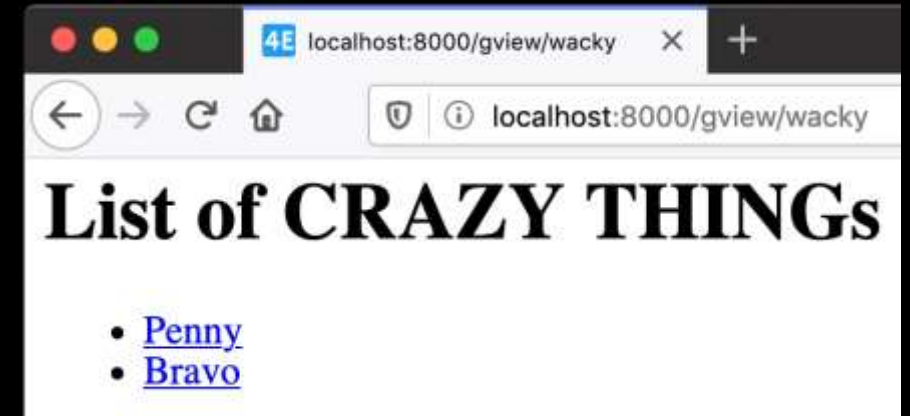 4E localhost:8000/gview/wacky
localhost:8000/gview/wacky
List of CRAZY THINGs
Penny
Bravo